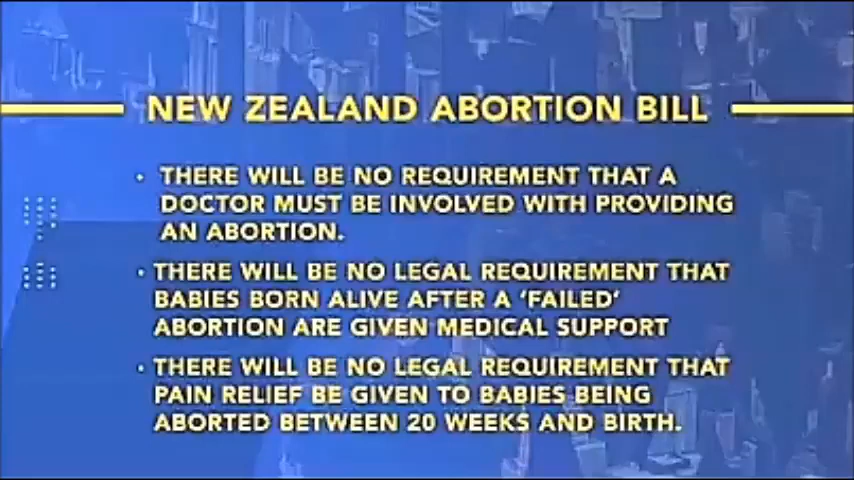 NEW ZEALAND ABORTION BILL
• THERE WILL BE NO REQUIREMENT THAT A
DOCTOR MUST BE INVOLVED WITH PROVIDING
AN ABORTION.
• THERE WILL BE NO LEGAL REQUIREMENT THAT
BABIES BORN ALIVE AFTER A ‘FAILED‘
ABORTION ARE GIVEN MEDICAL SUPPORT
• THERE WILL BE NO LEGAL REQUIREMENT THAT
PAIN RELIEF BE GIVEN TO BABIES BEING
ABORTED BETWEEN 20 WEEKS AND BIRTH.